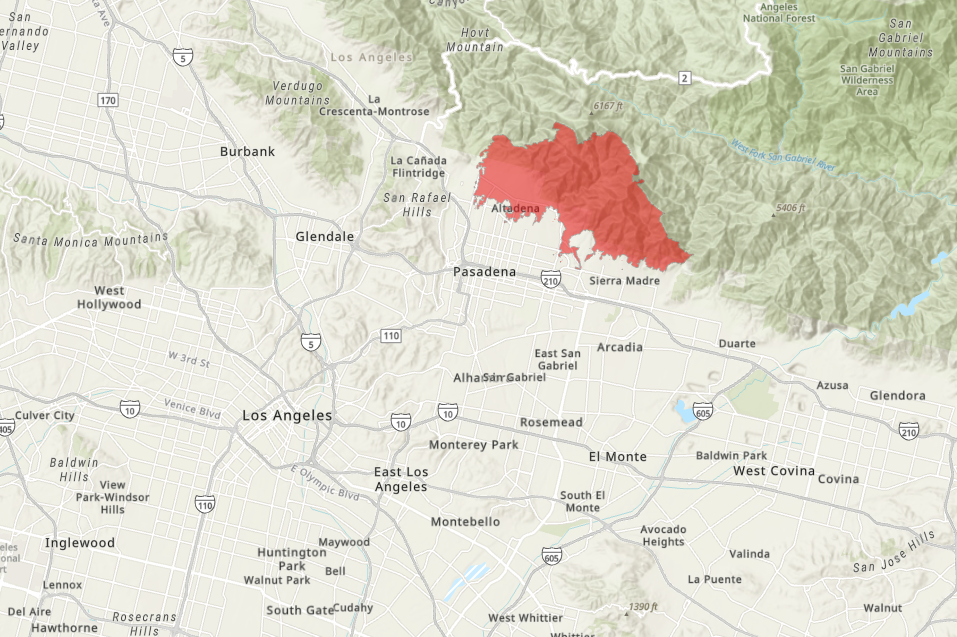 Canyon
Angeles
National Forest
San
Gabriel
Mountains
San
Valley
Hoyt
Mountain
5
Los Angeles
San Gabriel
Wilderness
Area
2
Verdugo
Mountains
170
La
Crescenta-Montrose
6167 ft
Burbank
La Cañada
Flintridge
West Fork San Gabriel River
San Rafael
Hills
Altadena
5406 ft
Santa Monica Mountains
Glendale
Pasadena
210
Sierra Madre
West
Hollywood
110
5
W 3rd St
East San
Gabriel
Arcadia
Duarte
Alhambra
San Gabriel
Azusa
Glendora
Venice Blvd
10
Culver City
405
Los Angeles
10
10
Rosemead
605
210
Monterey Park
El Monte
Baldwin Park
West Covina
Covina
Baldwin
Hills
View
Park-Windsor
Hills
E Olympic Blvd
East Los
Angeles
110
South El
Monte
Montebello
Avocado
Heights
Inglewood
Maywood
Huntington
Park
605
Valinda
San Jose Hills
Bell
Walnut Park
La Puente
Lennox
Del Aire
South Gate
Cudahy
1390 ft
Walnut
Rosecrans
Hills
West Whittier
Hawthorne
Whittier